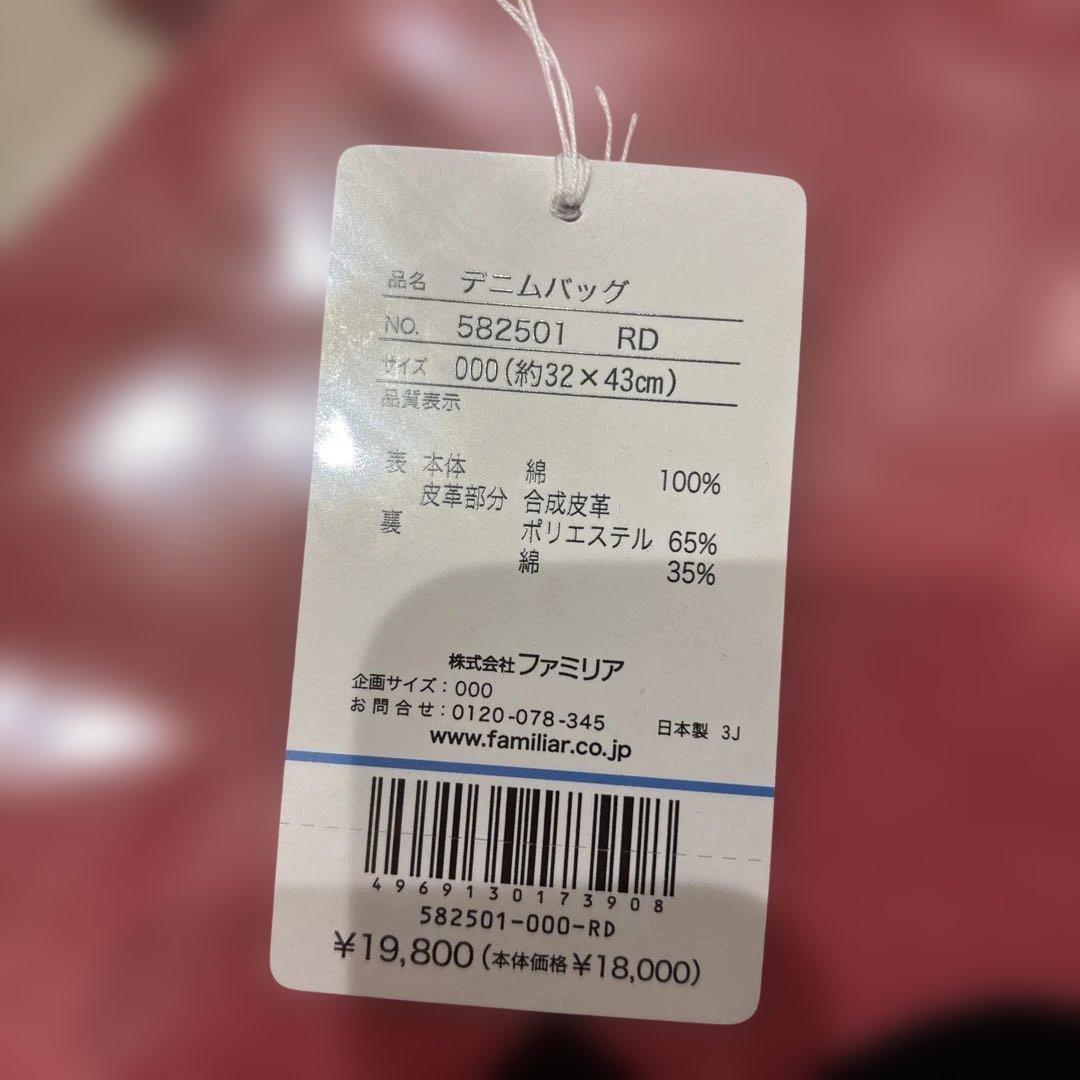 品名 デニムバッグ
NO. 582501 RD
サイズ 000(約32×43cm)
品質表示
表 本体 綿 100%
皮革部分 合成皮革
裏 ポリエステル 65%
綿 35%
株式会社ファミリア
企画サイズ:000
お問合せ:0120-078-345 日本製 3J
www.familiar.co.jp
4969130173908
582501-000-RD
¥19,800(本体価格¥18,000)